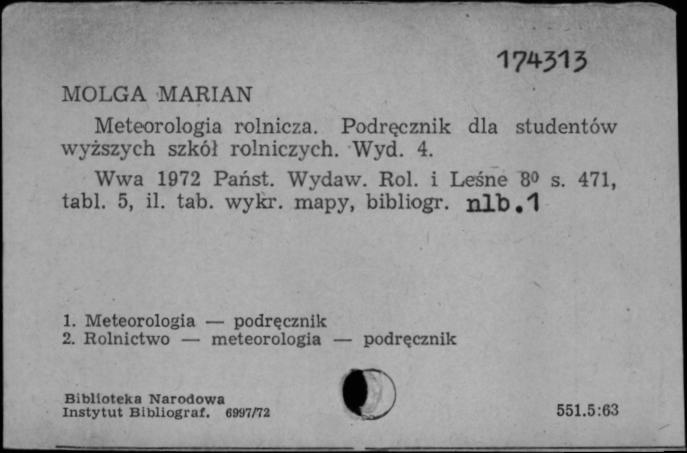 174313
MOLGA MARIAN
Meteorologia rolnicza. Podręcznik dla studentów
wyższych szkół rolniczych. Wyd. 4.
Wwa 1972 Państ. Wydaw. Rol. i Leśne 8⁰ s. 471,
tabl. 5, il. tab. wykr. mapy, bibliogr. nlb.1
1. Meteorologia — podręcznik
2. Rolnictwo — meteorologia — podręcznik
Biblioteka Narodowa
Instytut Bibliograf. 6997/72
551.5:63